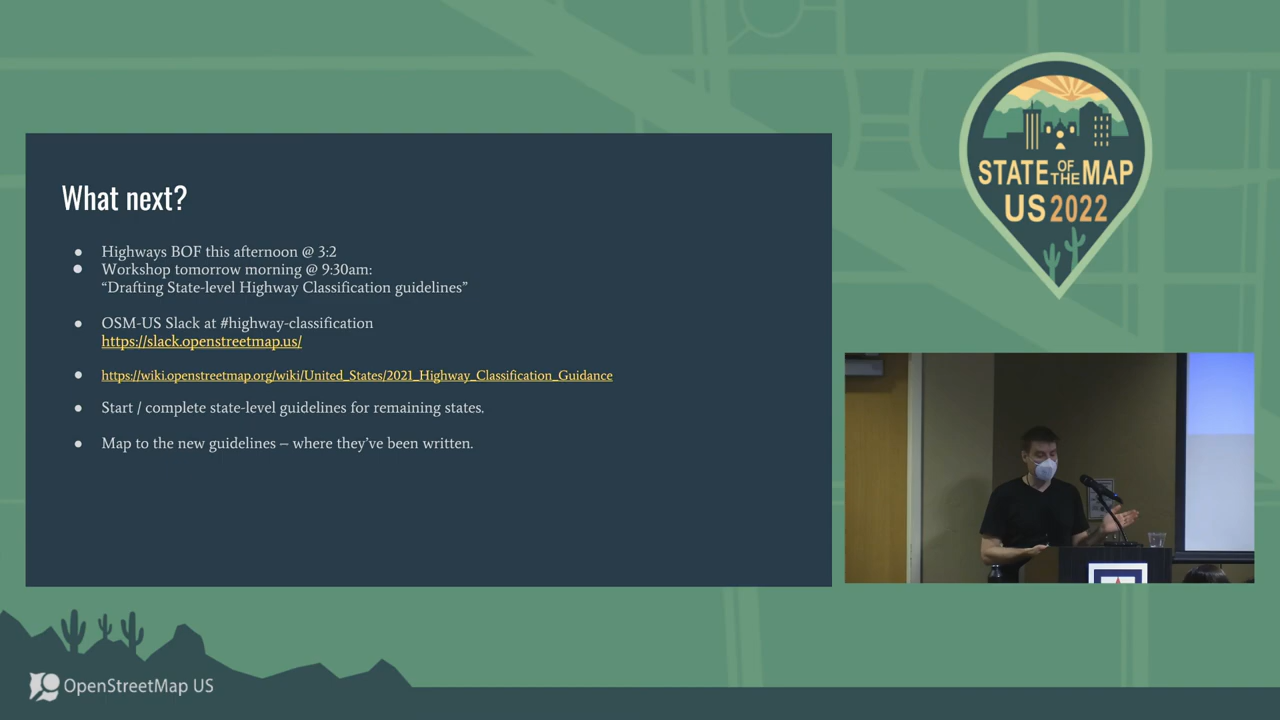 What next?
● Highways BOF this afternoon @ 3:2
● Workshop tomorrow morning @ 9:30am:
“Drafting State-level Highway Classification guidelines”
● OSM-US Slack at #highway-classification
https://slack.openstreetmap.us/
● https://wiki.openstreetmap.org/wiki/United_States/2021_Highway_Classification_Guidance
● Start / complete state-level guidelines for remaining states.
● Map to the new guidelines – where they’ve been written.
STATE OF THE MAP
US 2022
OpenStreetMap US